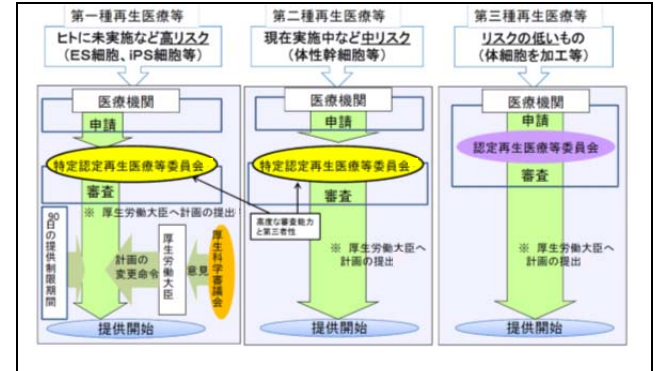 第一種再生医療等
ヒトに未実施など高リスク
(ES細胞、iPS細胞等)
医療機関
申請
特定認定再生医療等委員会
審査
※ 厚生労働大臣へ計画の提出
90日の提供制限期間
計画の
変更命令
厚生労働大臣
意見
厚生科学審議会
提供開始
第二種再生医療等
現在実施中など中リスク
(体性幹細胞等)
医療機関
申請
特定認定再生医療等委員会
審査
高度な審査能力
と第三者性
※ 厚生労働大臣へ
計画の提出
提供開始
第三種再生医療等
リスクの低いもの
(体細胞を加工等)
医療機関
申請
認定再生医療等委員会
審査
※ 厚生労働大臣へ
計画の提出
提供開始